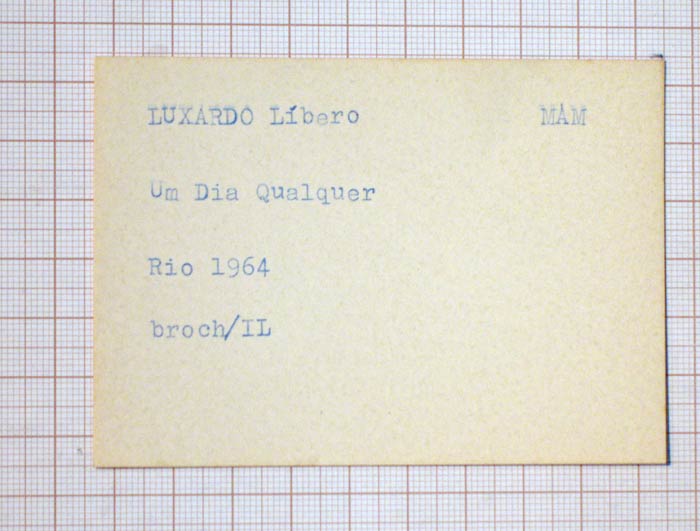 LUXARDO Líbero MAM
Um Dia Qualquer
Rio 1964
broch/IL